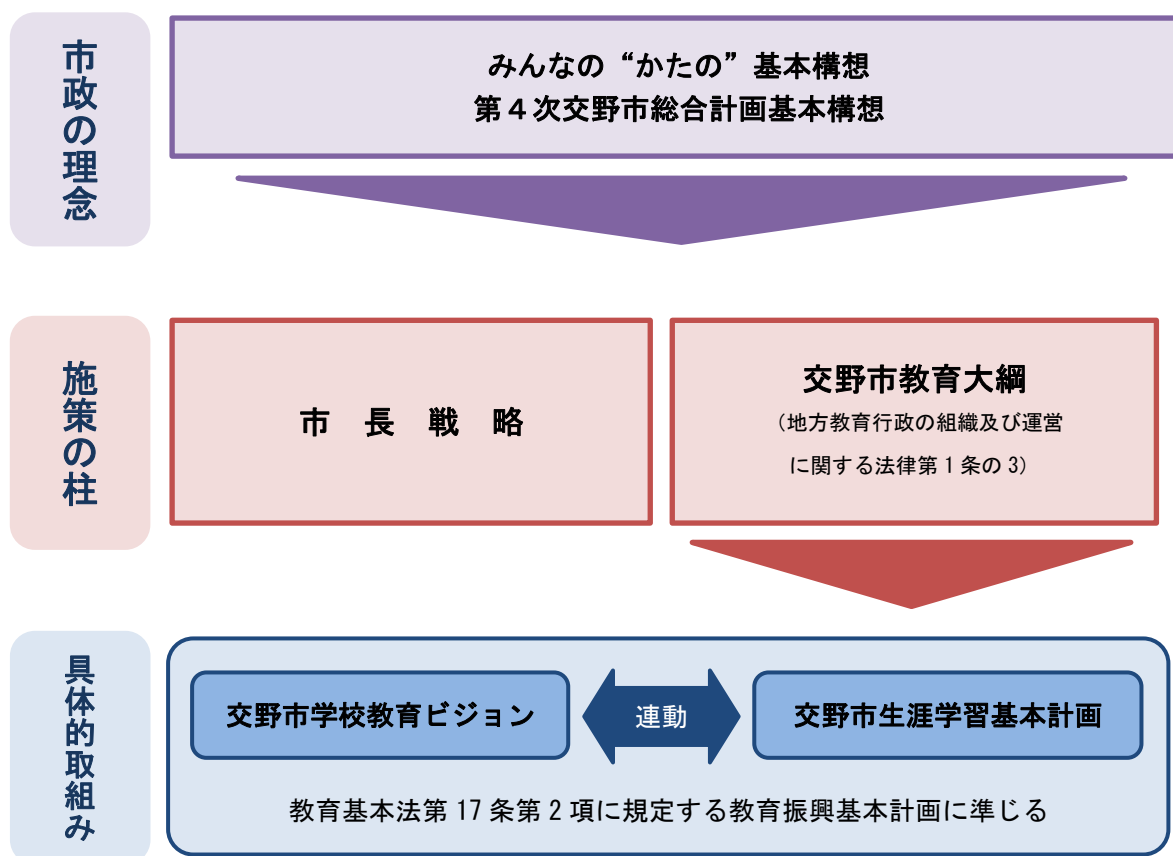 市政の理念
みんなの“かたの”基本構想
第４次交野市総合計画基本構想
施策の柱
市　長　戦　略
交野市教育大綱
（地方教育行政の組織及び運営
に関する法律第１条の３）
具体的取組み
交野市学校教育ビジョン
連動
交野市生涯学習基本計画
教育基本法第 17 条第２項に規定する教育振興基本計画に準じる